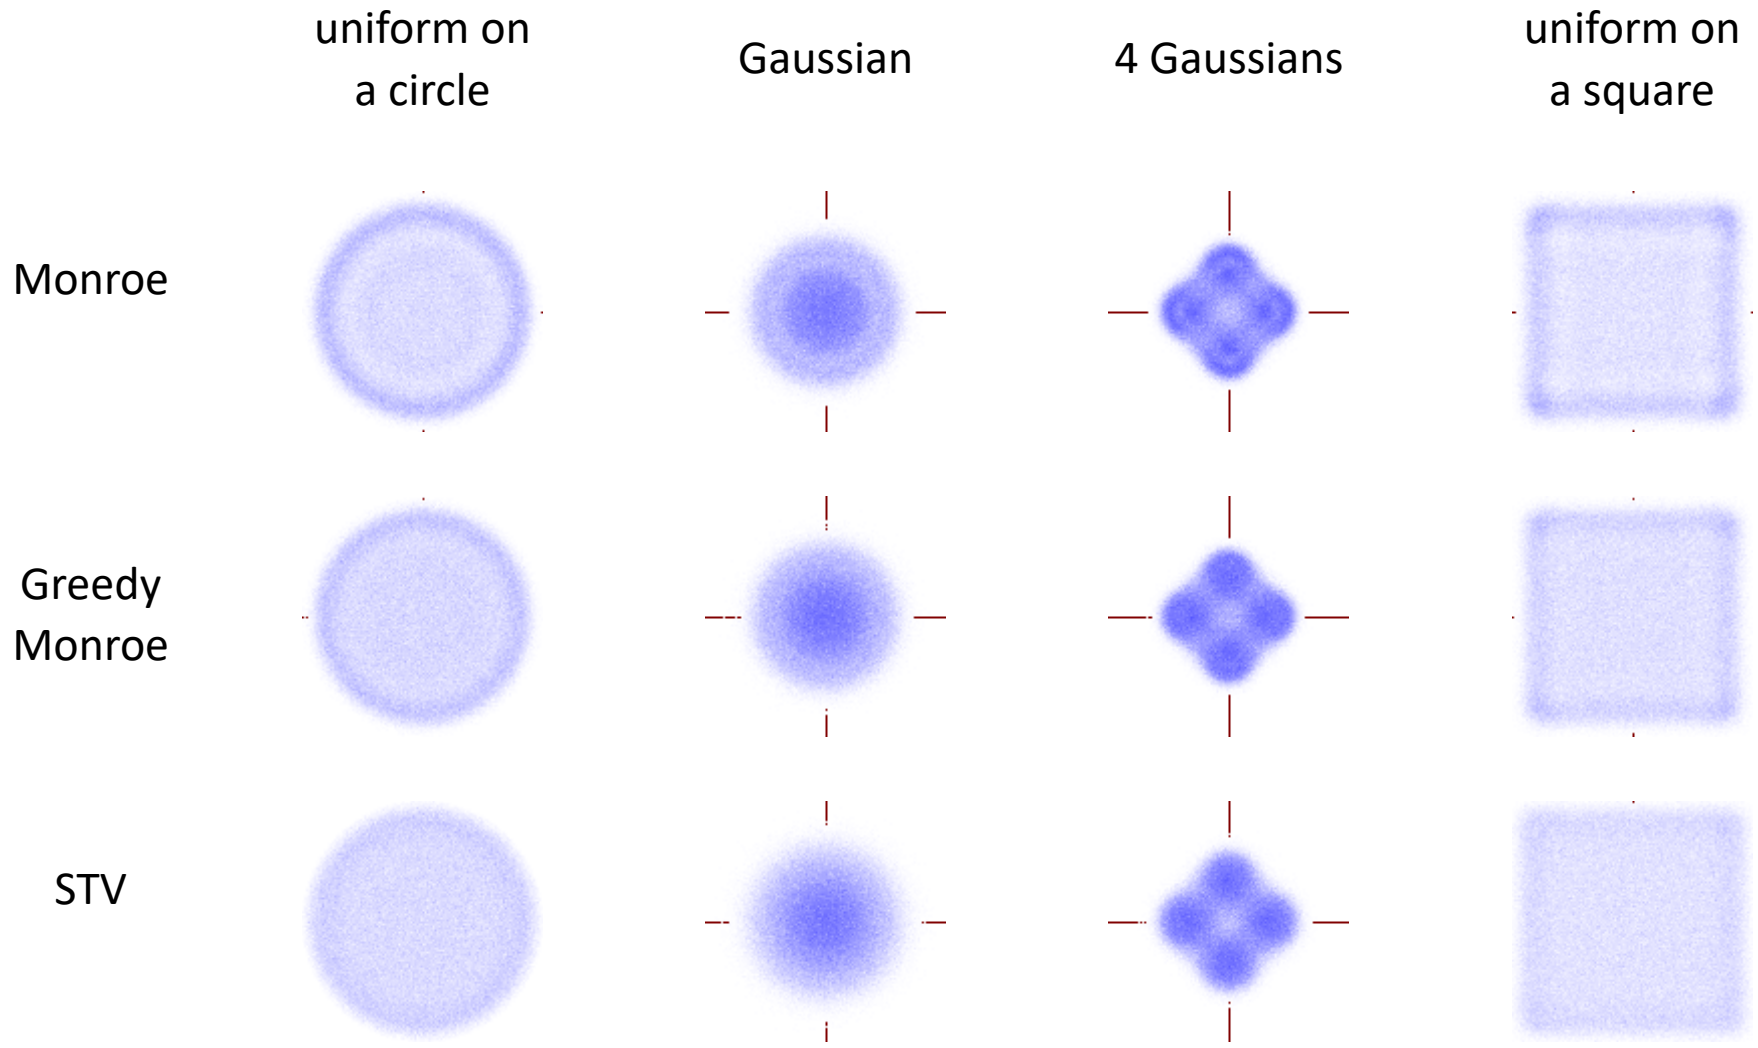 uniform on
a circle
Gaussian
4 Gaussians
uniform on
a square
Monroe
Greedy
Monroe
STV